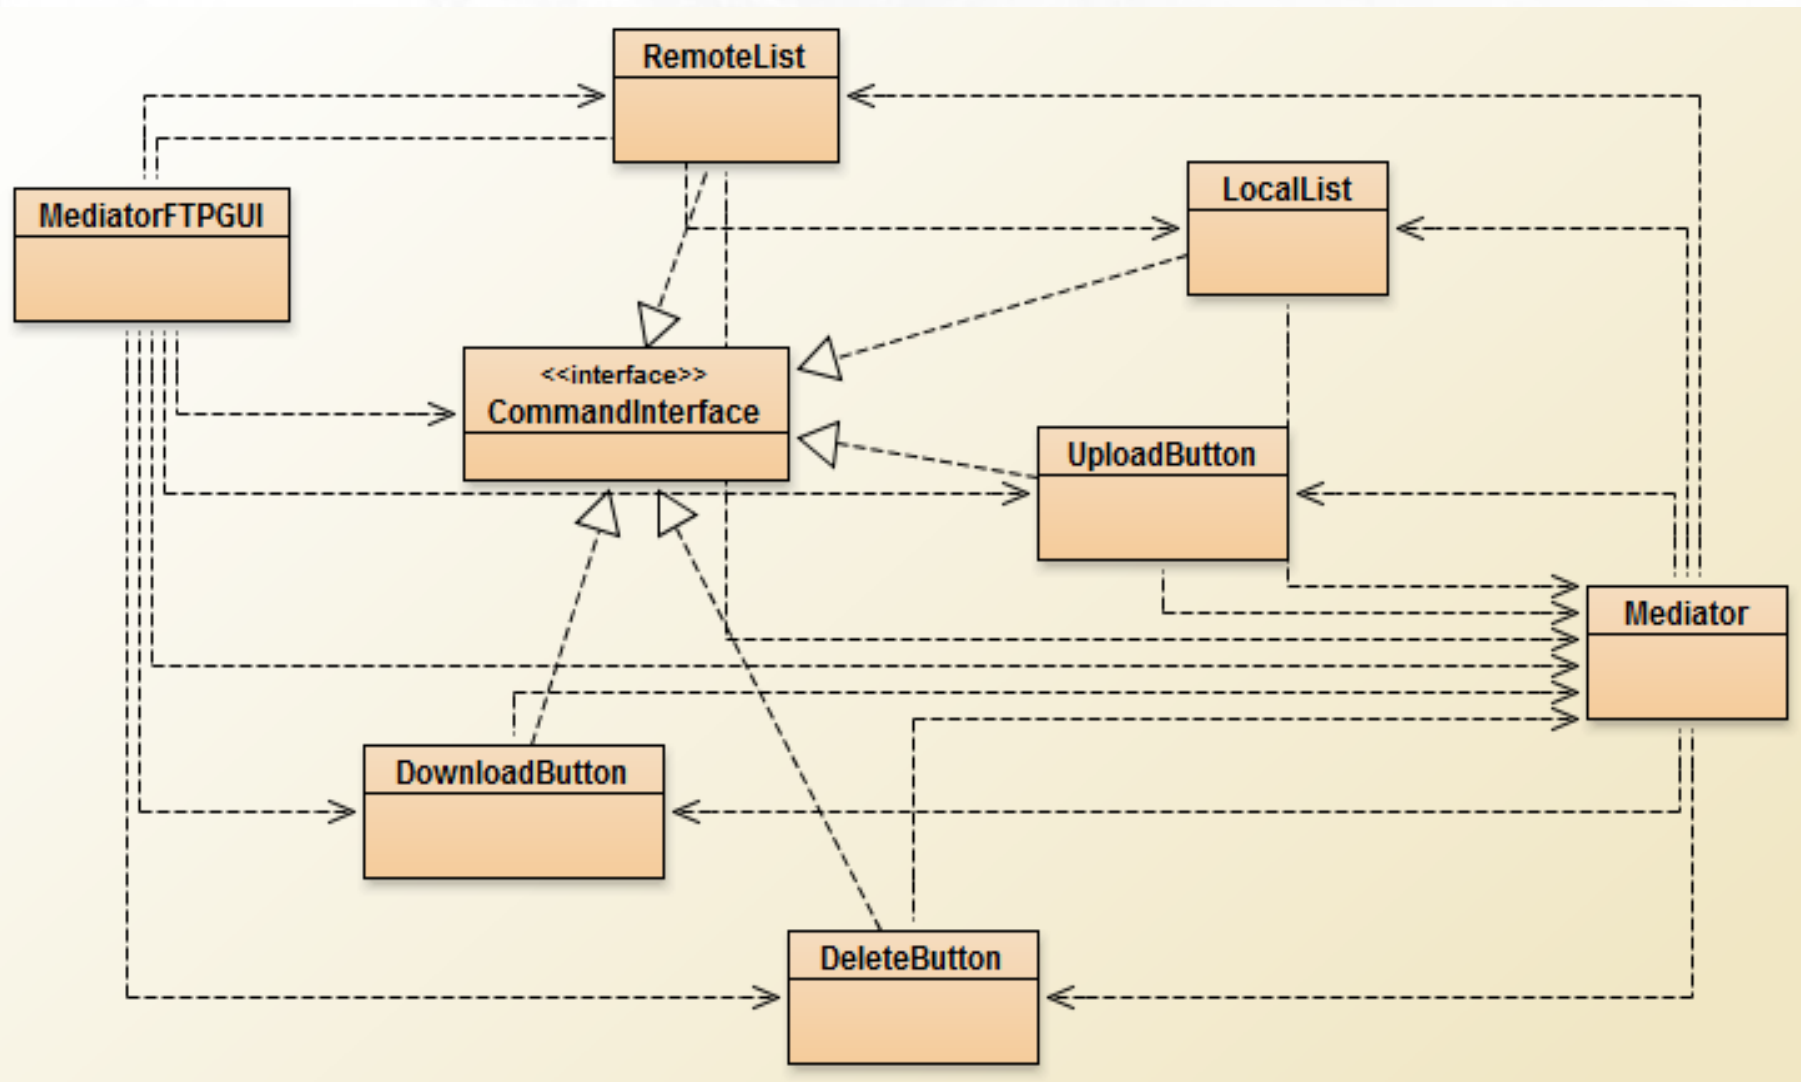 RemoteList
LocalList
MediatorFTPGUI
<<interface>>
CommandInterface
UploadButton
Mediator
DownloadButton
DeleteButton